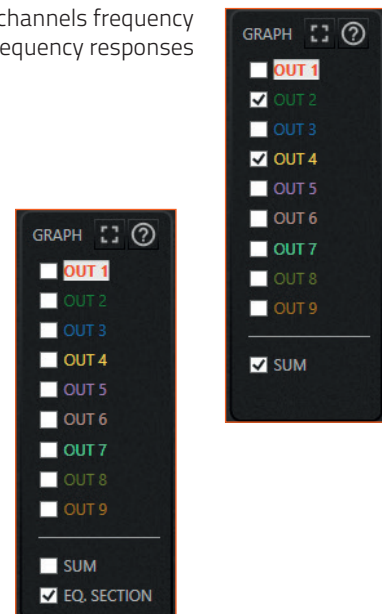 channels frequency
equency responses
GRAPH
OUT 1
OUT 2
OUT 3
OUT 4
OUT 5
OUT 6
OUT 7
OUT 8
OUT 9
SUM
GRAPH
OUT 1
OUT 2
OUT 3
OUT 4
OUT 5
OUT 6
OUT 7
OUT 8
OUT 9
SUM
EQ. SECTION